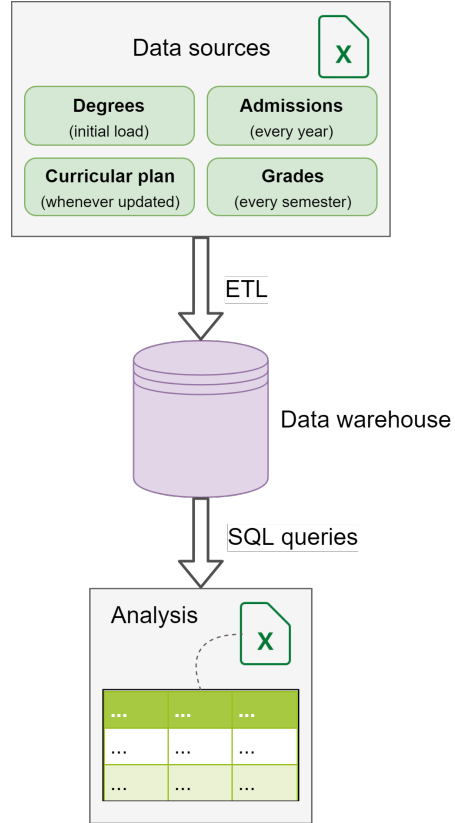 Data sources
X
Degrees
(initial load)
Admissions
(every year)
Curricular plan
(whenever updated)
Grades
(every semester)
ETL
Data warehouse
SQL queries
Analysis
X
... ... ...
... ... ...
... ... ...